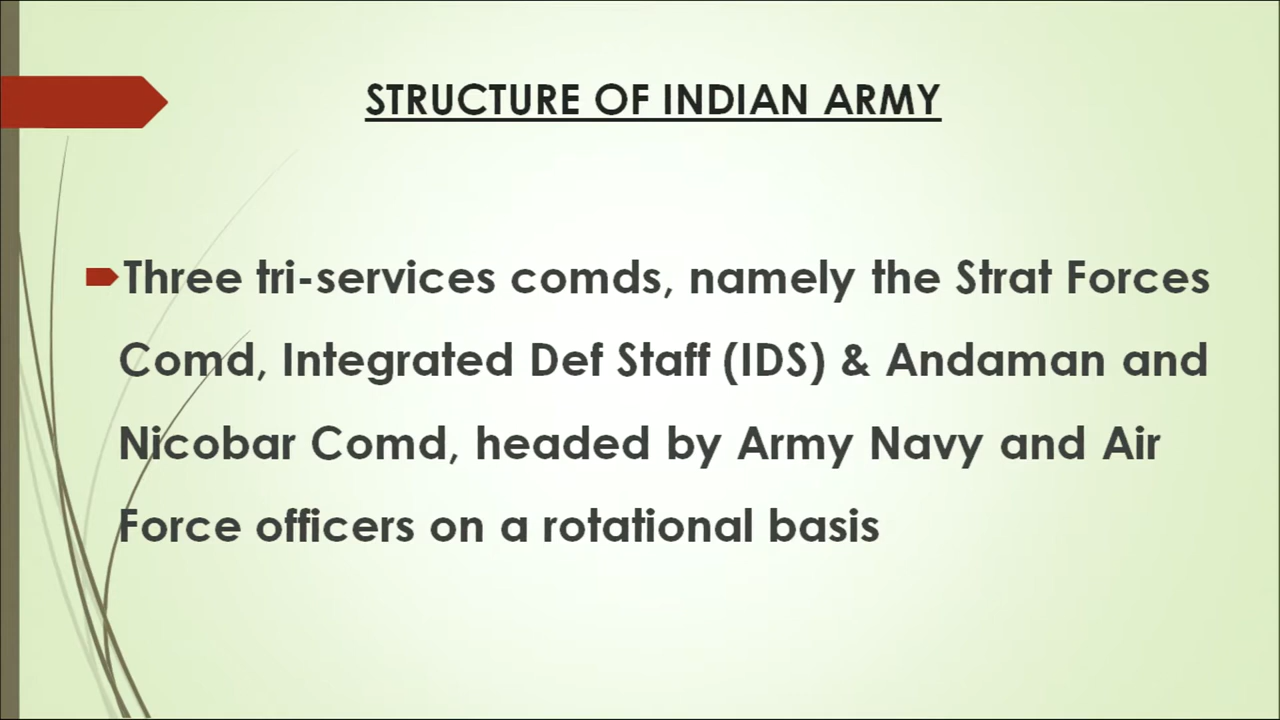 STRUCTURE OF INDIAN ARMY
Three tri-services comds, namely the Strat Forces
Comd, Integrated Def Staff (IDS) & Andaman and
Nicobar Comd, headed by Army Navy and Air
Force officers on a rotational basis